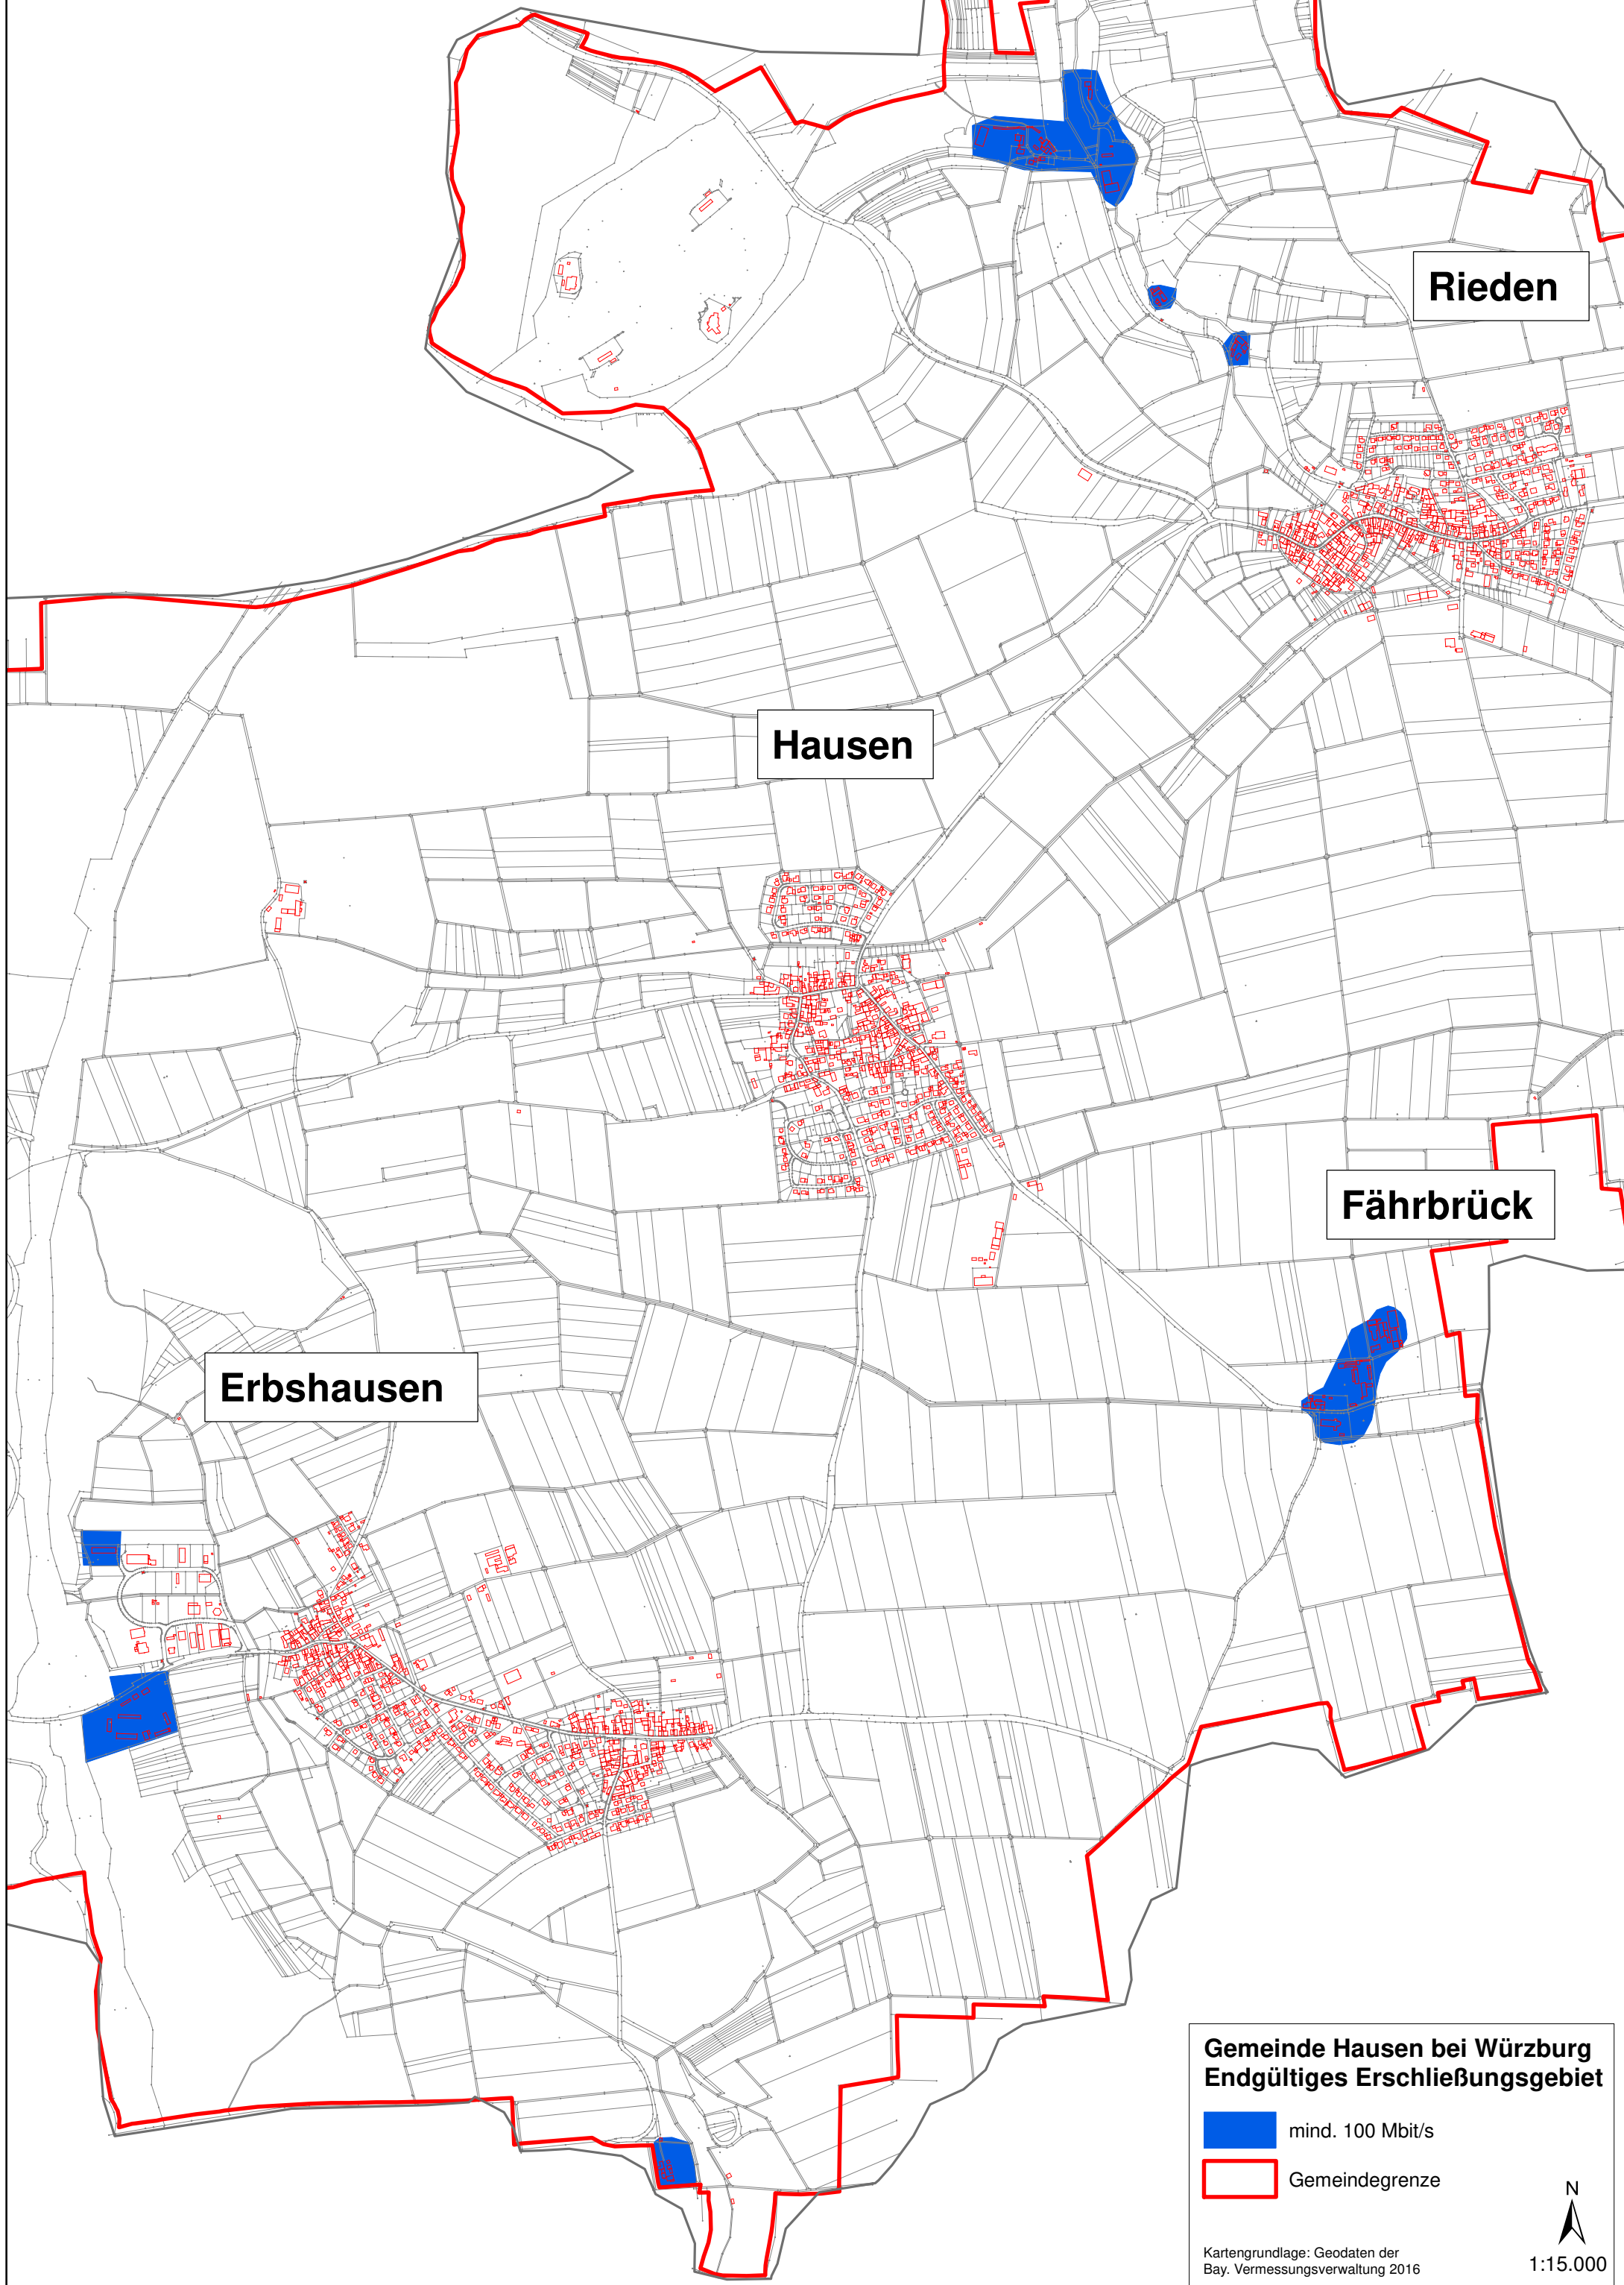 Rieden
Hausen
Fährbrück
Erbshausen
Gemeinde Hausen bei Würzburg
Endgültiges Erschließungsgebiet
mind. 100 Mbit/s
Gemeindegrenze
N
Kartengrundlage: Geodaten der
Bay. Vermessungsverwaltung 2016
1:15.000